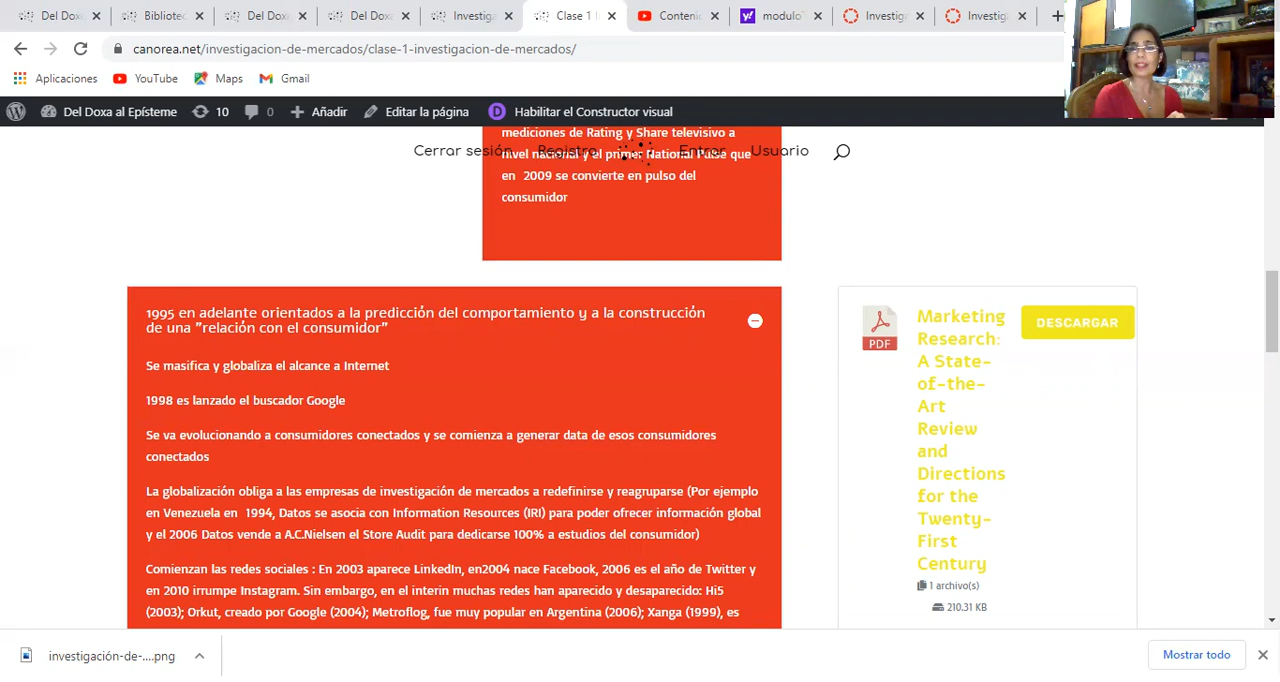 Del Dox
Bibliotec
Del Dox
Del Dox
Investiga
Clase 1 I
Conteni
modulo
Investig
Investig
canorea.net/investigacion-de-mercados/clase-1-investigacion-de-mercados/
Aplicaciones YouTube Maps Gmail
Del Doxa al Epísteme 10 0 Añadir Editar la página D Habilitar el Constructor visual
mediciones de Rating y Share televisivo a
nivel nacional y el primer National Pulse que
en 2009 se convierte en pulso del
consumidor
Cerrar sesión Registro Entrar Usuario
1995 en adelante orientados a la predicción del comportamiento y a la construcción
de una "relación con el consumidor"
Se masifica y globaliza el alcance a Internet
1998 es lanzado el buscador Google
Se va evolucionando a consumidores conectados y se comienza a generar data de esos consumidores
conectados
La globalización obliga a las empresas de investigación de mercados a redefinirse y reagruparse (Por ejemplo
en Venezuela en 1994, Datos se asocia con Information Resources (IRI) para poder ofrecer información global
y el 2006 Datos vende a A.C.Nielsen el Store Audit para dedicarse 100% a estudios del consumidor)
Comienzan las redes sociales : En 2003 aparece LinkedIn, en2004 nace Facebook, 2006 es el año de Twitter y
en 2010 irrumpe Instagram. Sin embargo, en el interin muchas redes han aparecido y desaparecido: Hi5
(2003); Orkut, creado por Google (2004); Metroflog, fue muy popular en Argentina (2006); Xanga (1999), es
PDF
Marketing
Research:
A State-
of-the-
Art
Review
and
Directions
for the
Twenty-
First
Century
DESCARGAR
1 archivo(s)
210.31 KB
investigación-de-....png
Mostrar todo